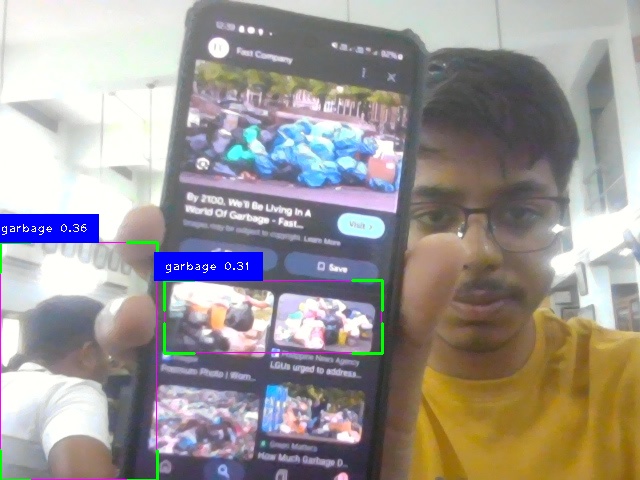 12:39
92%
Fast Company
By 2100, We'll Be Living In A
World Of Garbage - Fast...
Visit >
Images may be subject to copyright. Learn More
Save
garbage 0.36
garbage 0.31
Philippine News Agency
Premium Photo | Wom...
LGUs urged to address...
Green Matters
How Much Garbage D...